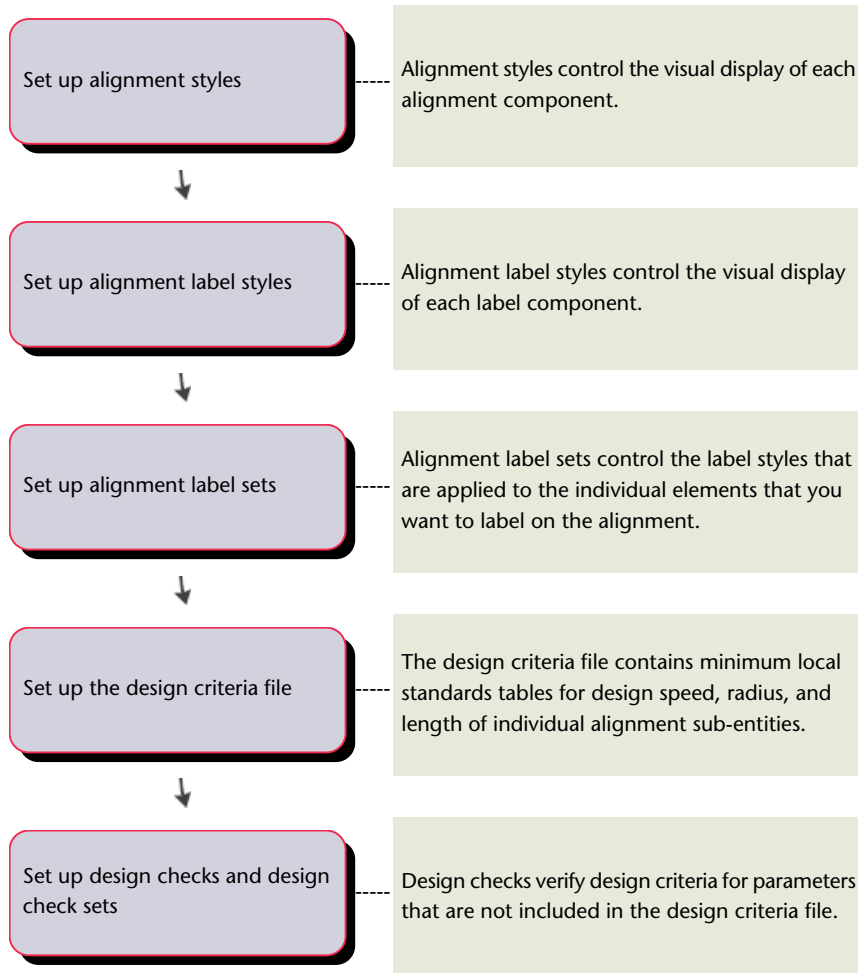 Set up alignment styles
Alignment styles control the visual display of each
alignment component.
Set up alignment label styles
Alignment label styles control the visual display
of each label component.
Set up alignment label sets
Alignment label sets control the label styles that
are applied to the individual elements that you
want to label on the alignment.
Set up the design criteria file
The design criteria file contains minimum local
standards tables for design speed, radius, and
length of individual alignment sub-entities.
Set up design checks and design
check sets
Design checks verify design criteria for parameters
that are not included in the design criteria file.